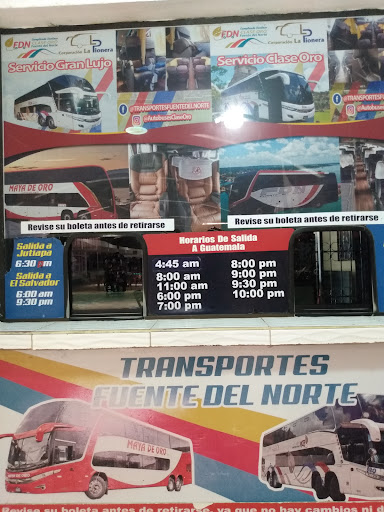 EDN
Corporación La Pionera
Servicio Gran Lujo
@TRANSPORTESFUENTEDELNORTE
@AutobusesClaseOro
EDN
Corporación La Pionera
Servicio Clase Oro
MAYA DE ORO
Revise su boleta antes de retirarse
Revise su boleta antes de retirarse
Salida a
Jutiapa
6:30 pm
Salida a
El Salvador
6:00 am
9:30 pm
Horarios De Salida
A Guatemala
4:45 am
8:00 am
11:00 am
6:00 pm
7:00 pm
8:00 pm
9:00 pm
9:30 pm
10:00 pm
TRANSPORTES
FUENTE DEL NORTE
MAYA DE ORO
Revise su boleta antes de retirarse, ya que no hay cambios ni d